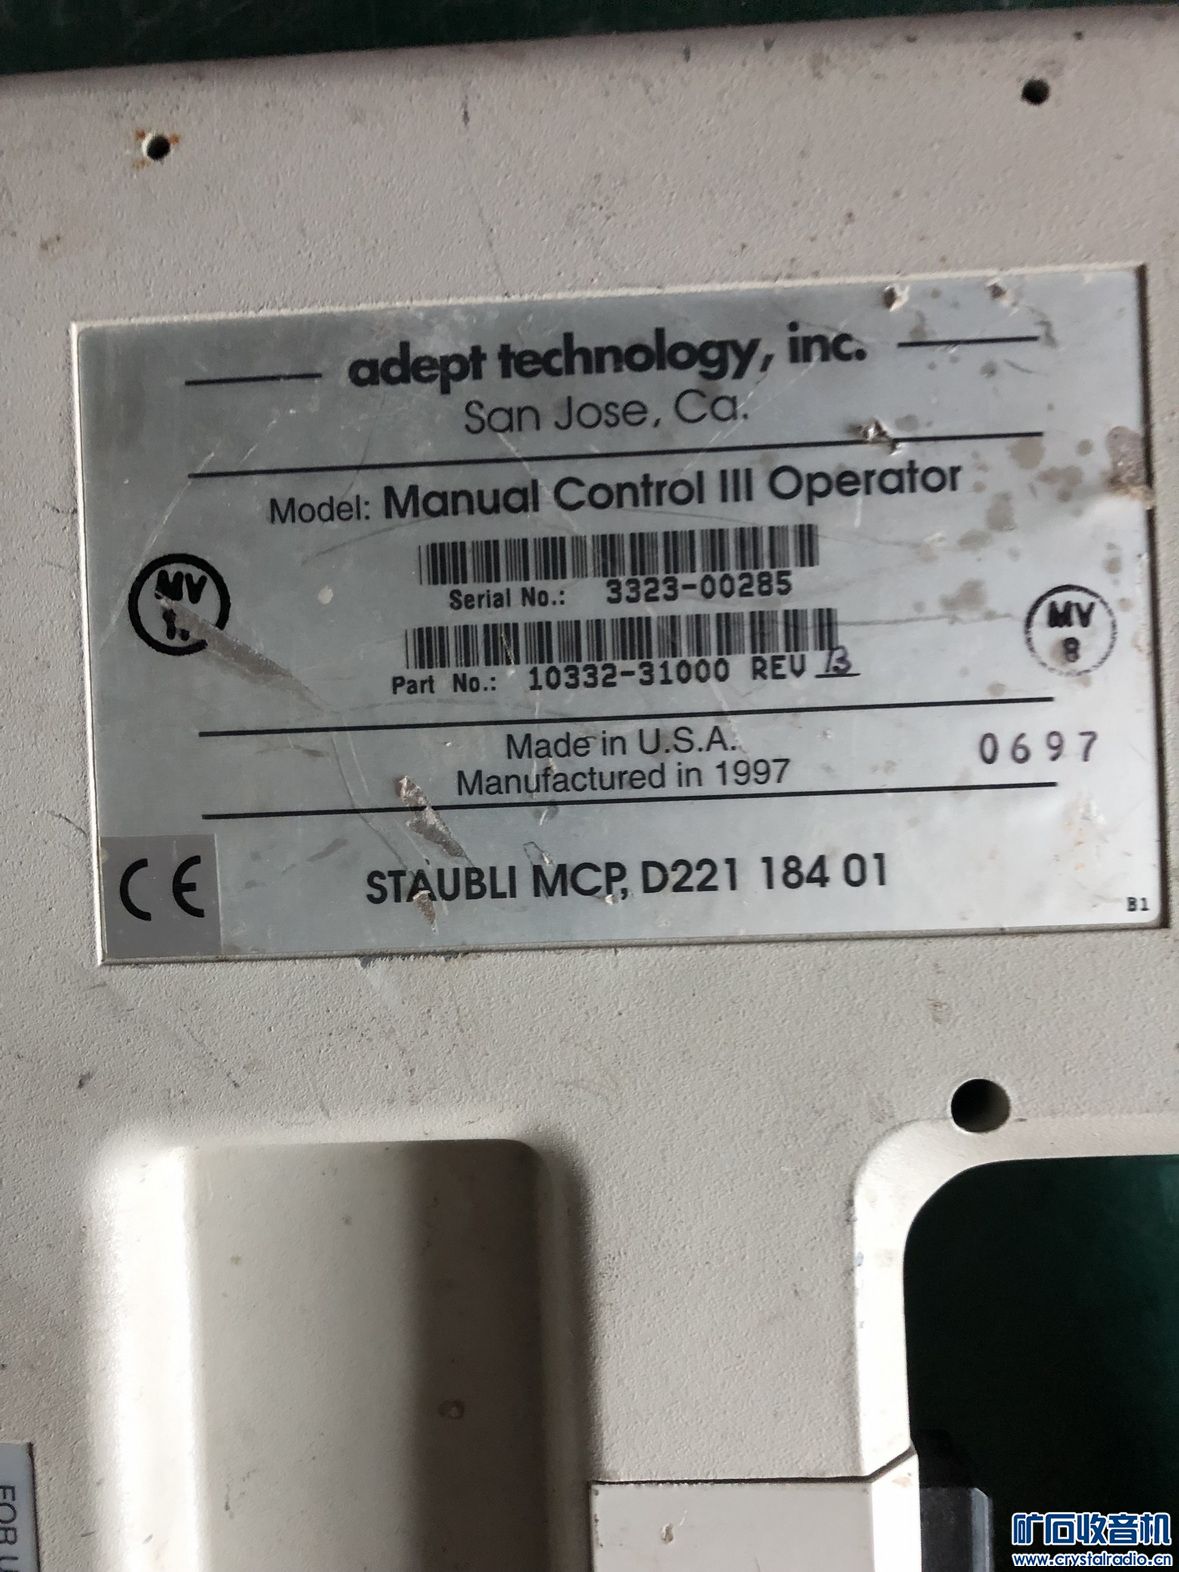 adept technology, inc.
San Jose, Ca.
Model: Manual Control III Operator
MV
Serial No.: 3323-00285
MV
8
Part No.: 10332-31000 REV B
Made in U.S.A.
Manufactured in 1997
0697
CE
STAUBLI MCP, D221 184 01
B1
FOR U
矿石收音机
www.crystalradio.cn